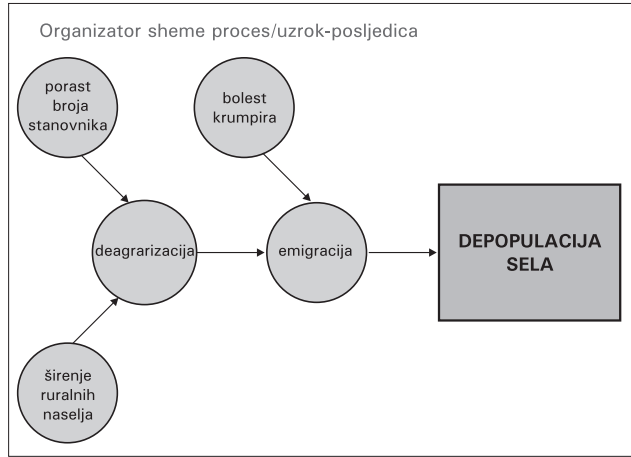 Organizator sheme proces/uzrok-posljedica
porast
broja
stanovnika
bolest
krumpira
deagrarizacija
emigracija
DEPOPULACIJA
SELA
širenje
ruralnih
naselja